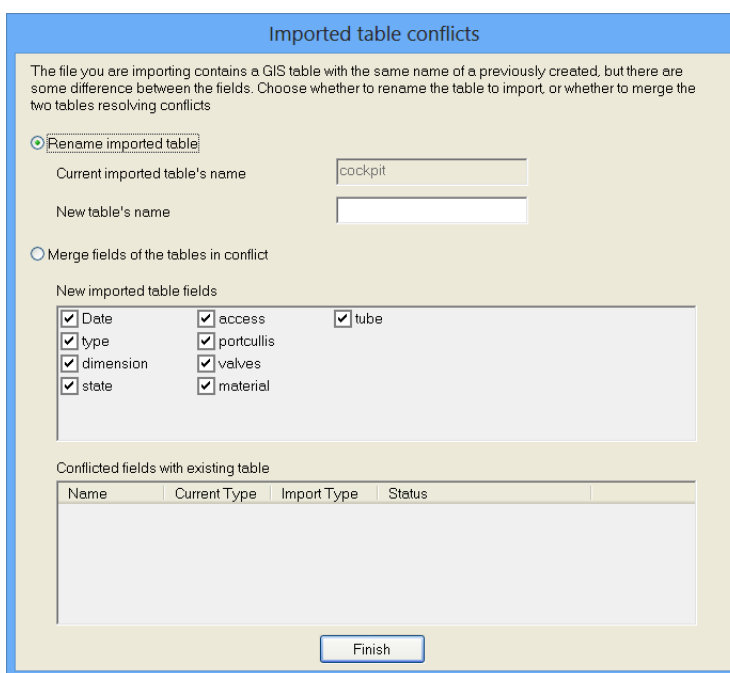 Imported table conflicts
The file you are importing contains a GIS table with the same name of a previously created, but there are
some difference between the fields. Choose whether to rename the table to import, or whether to merge the
two tables resolving conflicts
Rename imported table
Current imported table's name cockpit
New table's name
Merge fields of the tables in conflict
New imported table fields
Date access tube
type portcullis
dimension valves
state material
Conflicted fields with existing table
Name Current Type Import Type Status
Finish